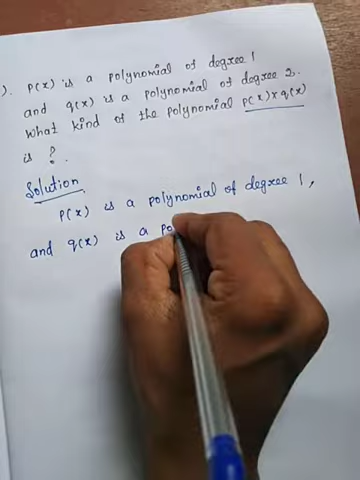 ). P(x) is a polynomial of degree 1
and q(x) is a polynomial of degree 2.
What kind of the polynomial P(x) x q(x)
is ?
Solution
P(x) is a polynomial of degree 1,
and q(x) is a po